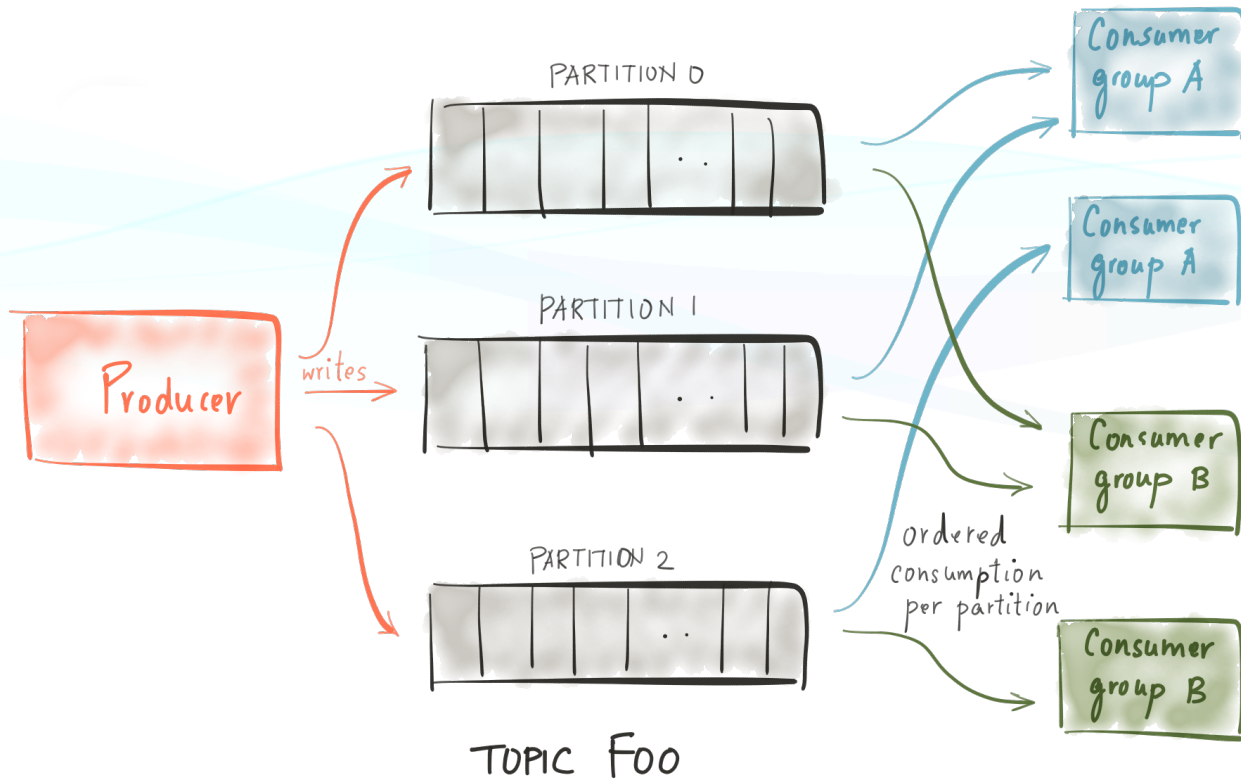 PARTITION 0
Consumer
group A
Consumer
group A
PARTITION 1
writes
Producer
Consumer
group B
ordered
consumption
per partition
PARTITION 2
Consumer
group B
TOPIC FOO